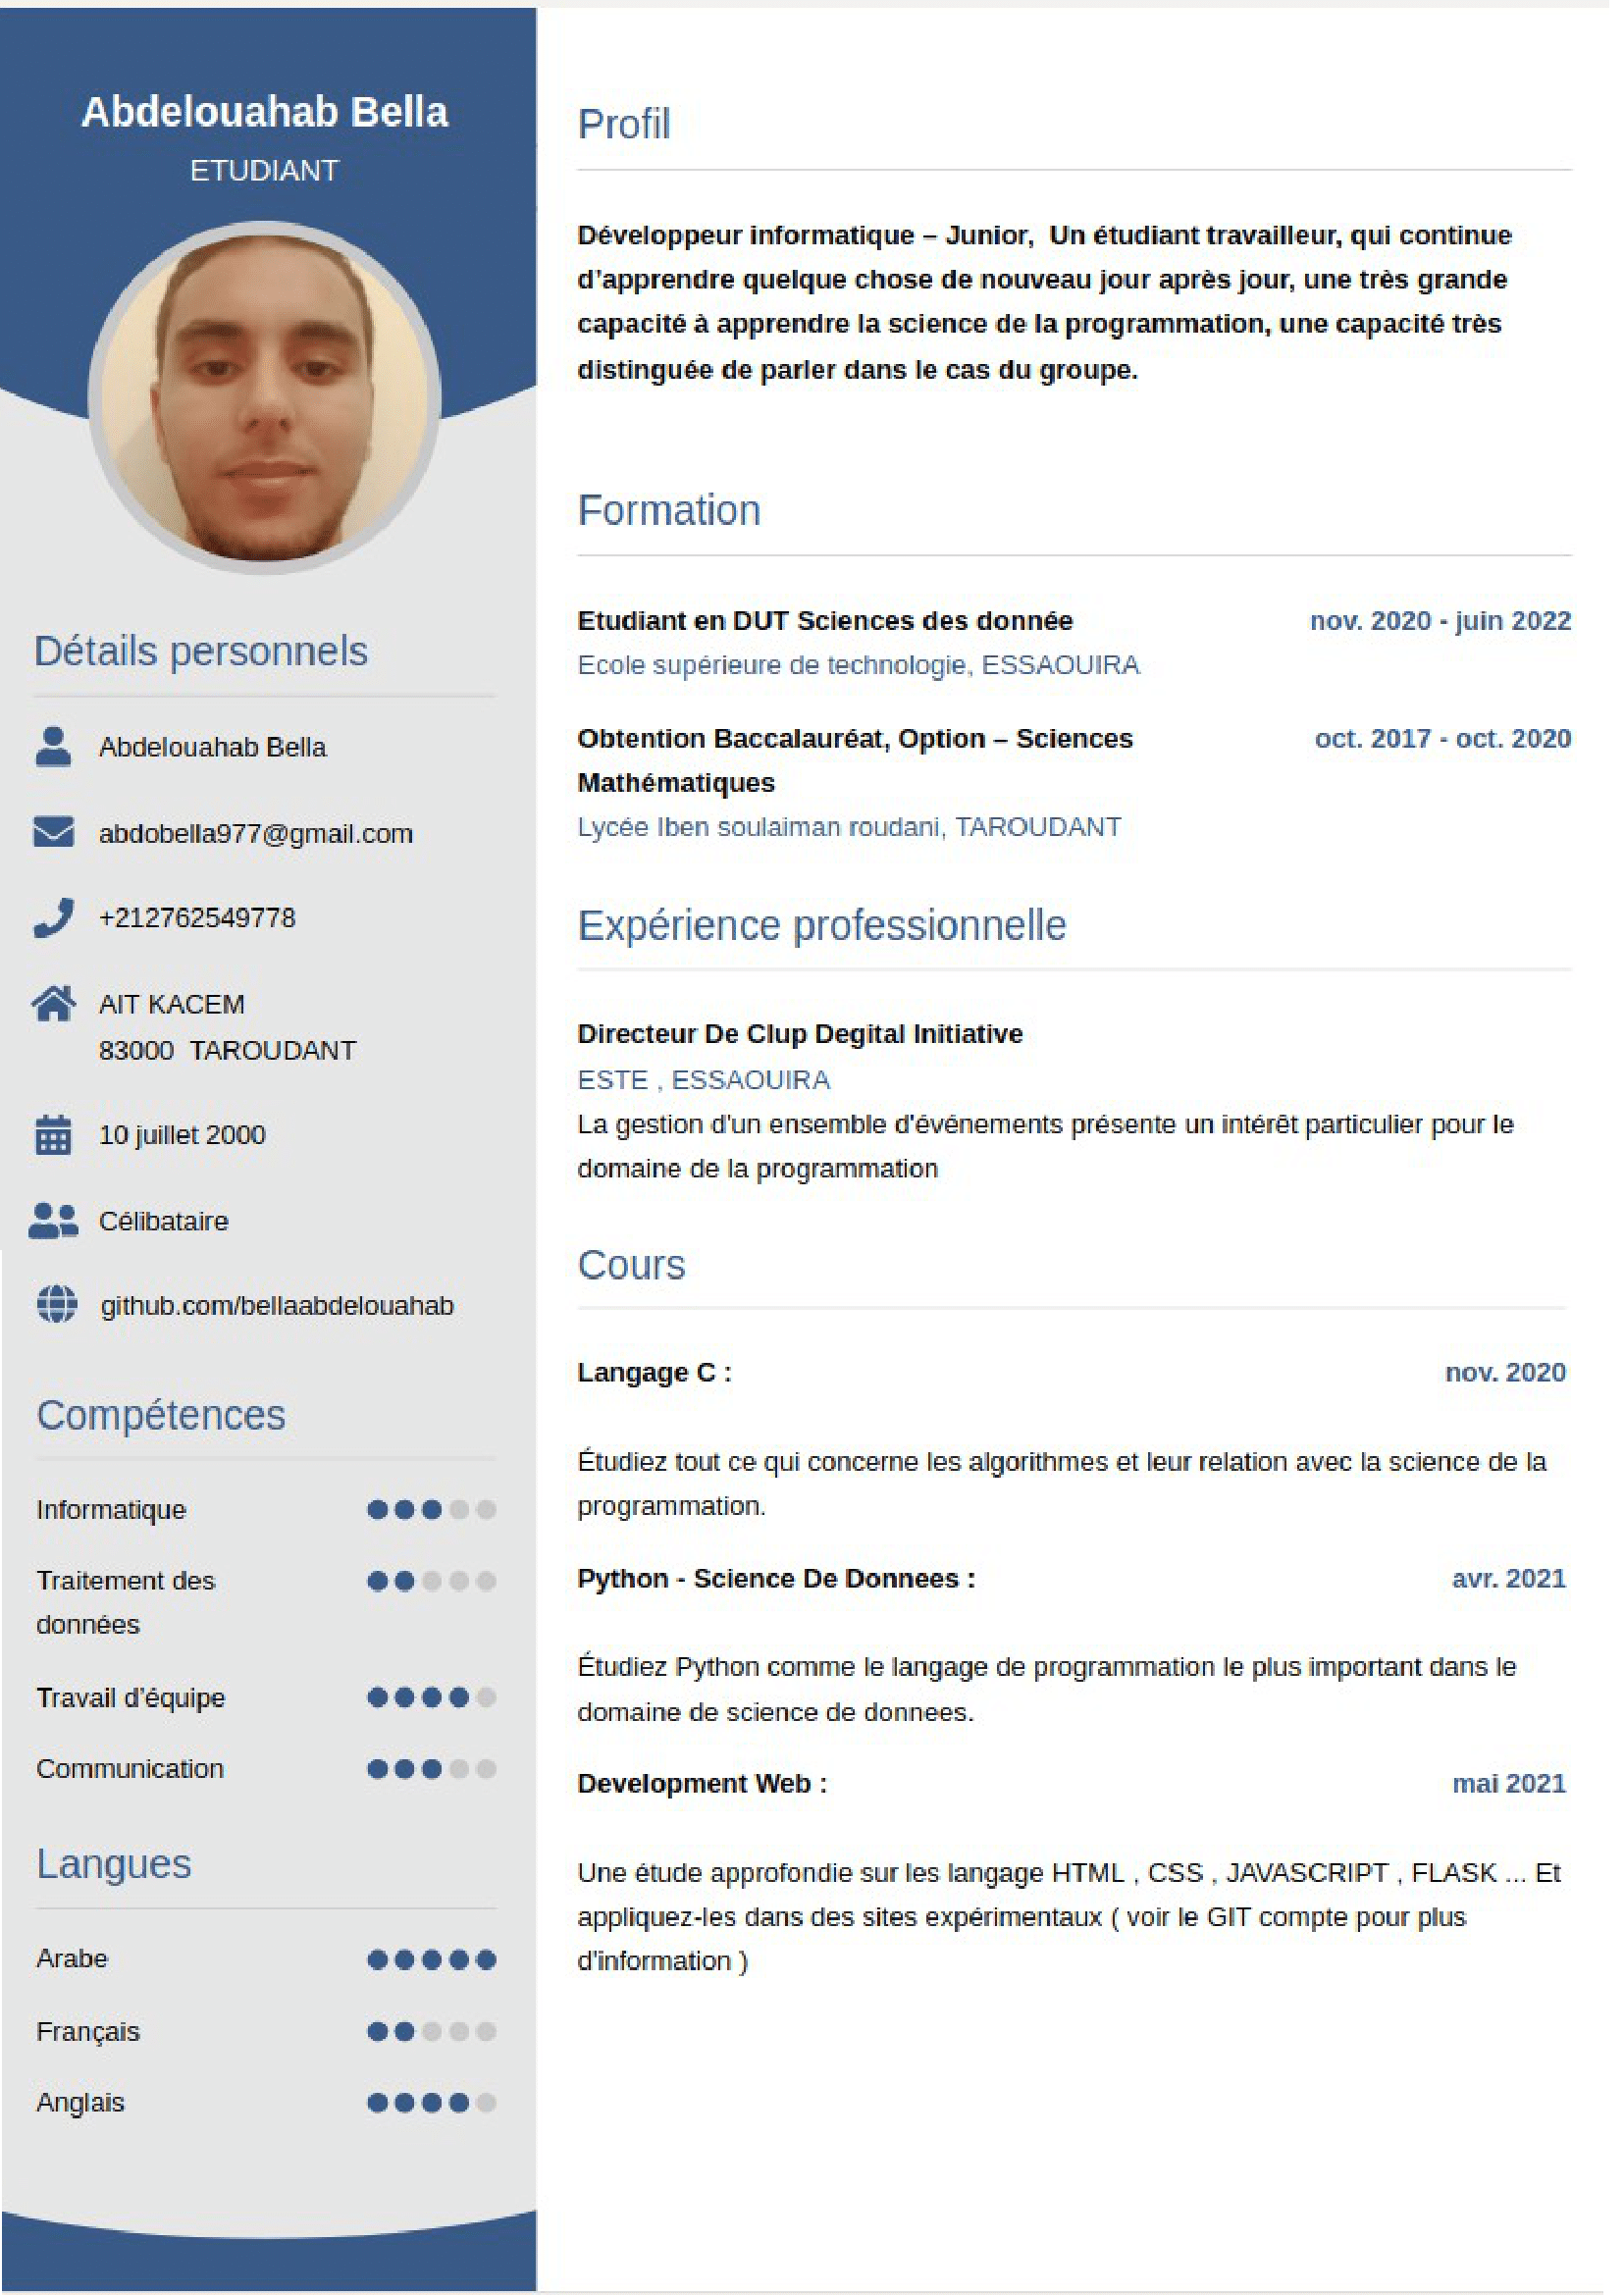 Abdelouahab Bella
ETUDIANT
Détails personnels
Abdelouahab Bella
abdobella977@gmail.com
+212762549778
AIT KACEM
83000  TAROUDANT
10 juillet 2000
Célibataire
github.com/bellaabdelouahab
Compétences
Informatique
Traitement des
données
Travail d'équipe
Communication
Langues
Arabe
Français
Anglais
Profil
Développeur informatique – Junior,  Un étudiant travailleur, qui continue
d'apprendre quelque chose de nouveau jour après jour, une très grande
capacité à apprendre la science de la programmation, une capacité très
distinguée de parler dans le cas du groupe.
Formation
Etudiant en DUT Sciences des donnée nov. 2020 - juin 2022
Ecole supérieure de technologie, ESSAOUIRA
Obtention Baccalauréat, Option – Sciences oct. 2017 - oct. 2020
Mathématiques
Lycée Iben soulaiman roudani, TAROUDANT
Expérience professionnelle
Directeur De Clup Degital Initiative
ESTE , ESSAOUIRA
La gestion d'un ensemble d'événements présente un intérêt particulier pour le
domaine de la programmation
Cours
Langage C : nov. 2020
Étudiez tout ce qui concerne les algorithmes et leur relation avec la science de la
programmation.
Python - Science De Donnees : avr. 2021
Étudiez Python comme le langage de programmation le plus important dans le
domaine de science de donnees.
Development Web : mai 2021
Une étude approfondie sur les langage HTML , CSS , JAVASCRIPT , FLASK ... Et
appliquez-les dans des sites expérimentaux ( voir le GIT compte pour plus
d'information )